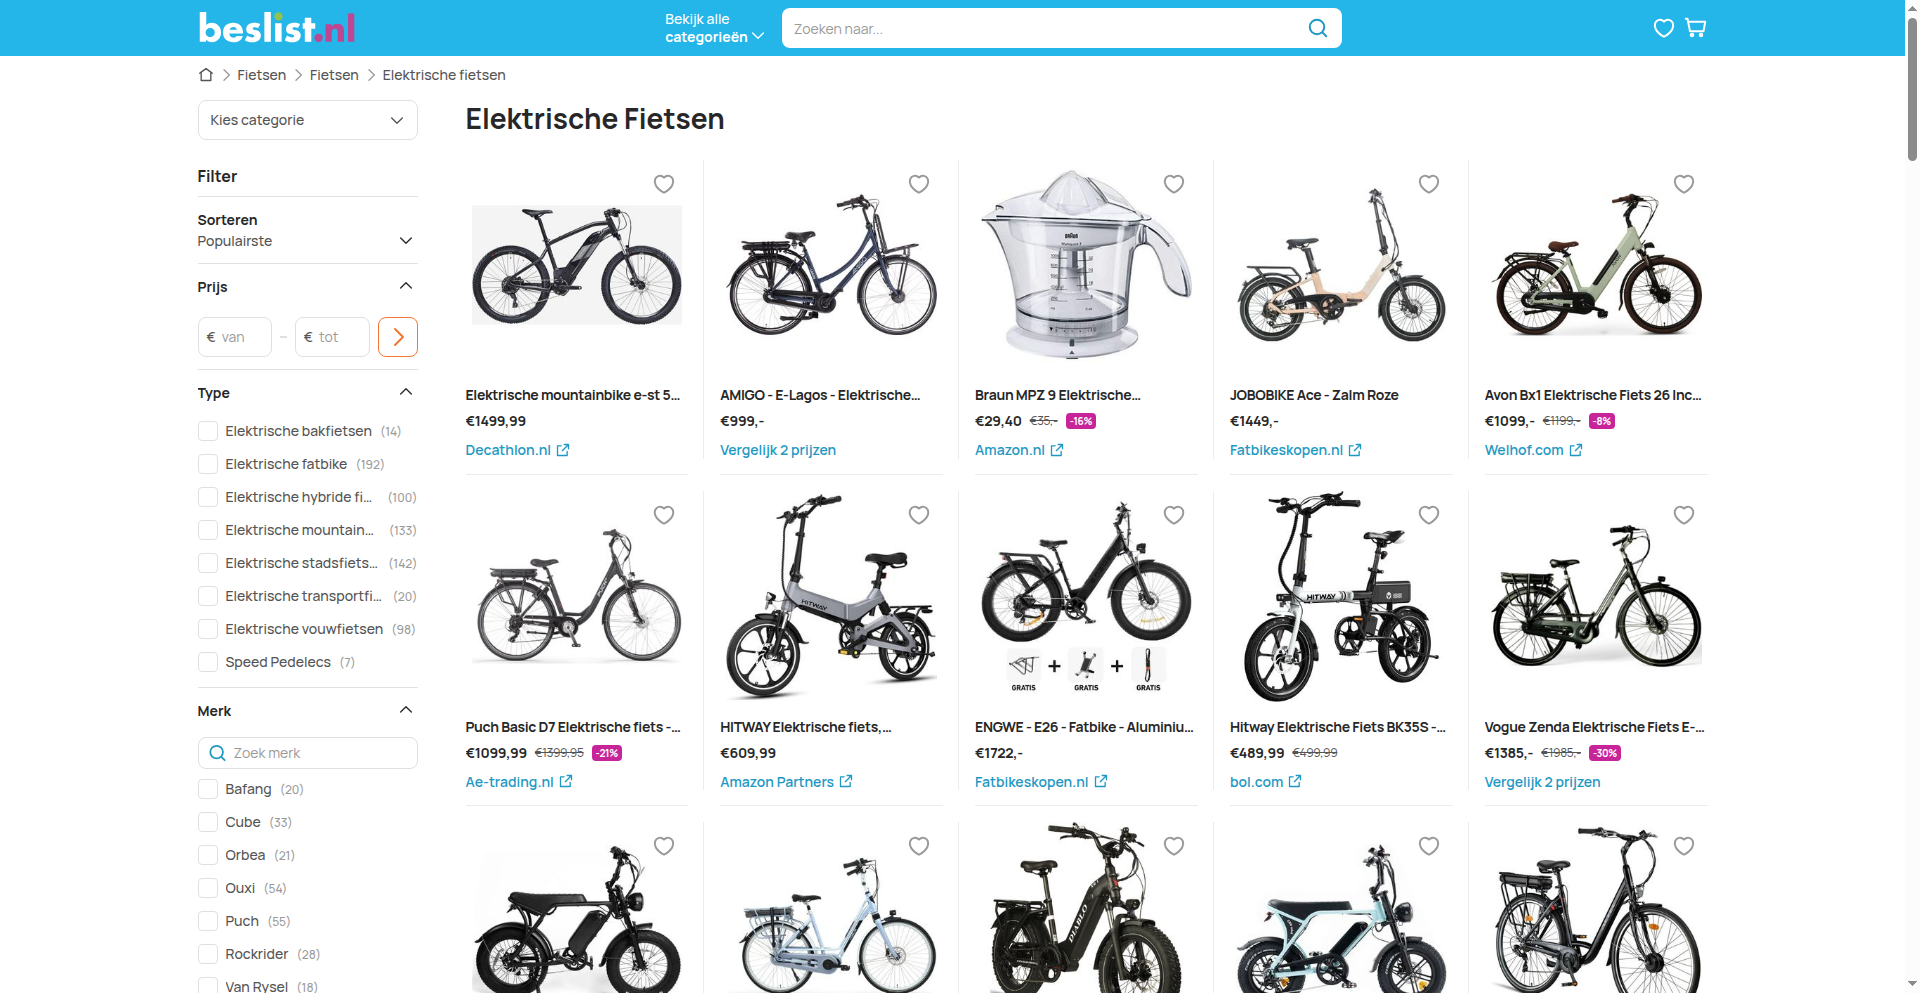 beslist.nl
Bekijk alle
categorieën
Zoeken naar...
Fietsen
Fietsen
Elektrische fietsen
Kies categorie
Elektrische Fietsen
Filter
Sorteren
Populairste
Prijs
€ van
–
€ tot
Type
Elektrische bakfietsen (14)
Elektrische fatbike (192)
Elektrische hybride fi... (100)
Elektrische mountain... (133)
Elektrische stadsfiets... (142)
Elektrische transportfi... (20)
Elektrische vouwfietsen (98)
Speed Pedelecs (7)
Merk
Zoek merk
Bafang (20)
Cube (33)
Orbea (21)
Ouxi (54)
Puch (55)
Rockrider (28)
Van Rysel (18)
Elektrische mountainbike e-st 5...
€1499,99
Decathlon.nl
AMIGO - E-Lagos - Elektrische...
€999,-
Vergelijk 2 prijzen
BRAUN
Braun MPZ 9 Elektrische...
€29,40 €35,- -16%
Amazon.nl
JOBOBIKE Ace - Zalm Roze
€1449,-
Fatbikeskopen.nl
Avon Bx1 Elektrische Fiets 26 Inc...
€1099,- €1199,- -8%
Welhof.com
Puch Basic D7 Elektrische fiets -...
€1099,99 €1399,95 -21%
Ae-trading.nl
HITWAY
HITWAY Elektrische fiets,...
€609,99
Amazon Partners
+ +
GRATIS GRATIS GRATIS
ENGWE - E26 - Fatbike - Aluminiu...
€1722,-
Fatbikeskopen.nl
HITWAY
Hitway Elektrische Fiets BK35S -...
€489,99 €499,99
bol.com
Vogue Zenda Elektrische Fiets E-...
€1385,- €1985,- -30%
Vergelijk 2 prijzen
DIABLO